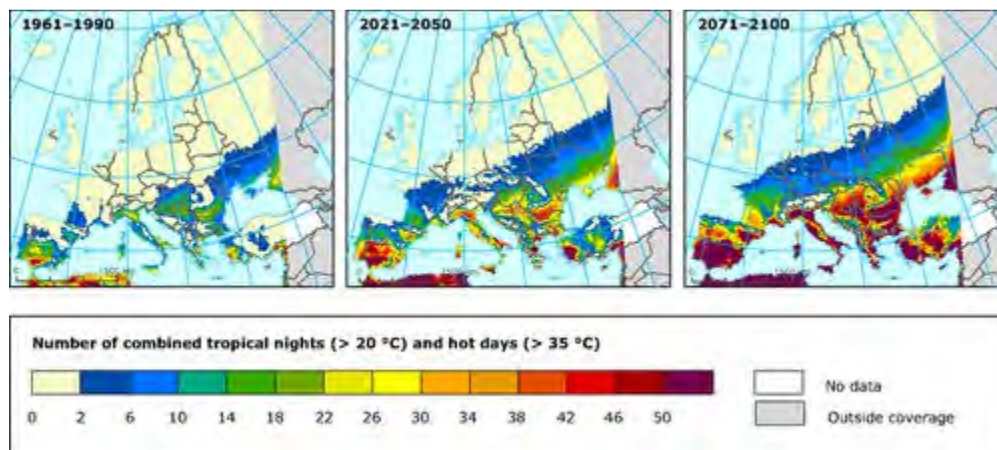 1961–1990 2021–2050 2071–2100
Number of combined tropical nights (> 20 °C) and hot days (> 35 °C)
0 2 6 10 14 18 22 26 30 34 38 42 46 50
No data
Outside coverage